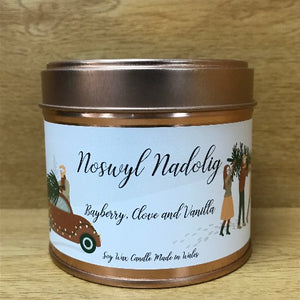 Noswyl Nadolig
Bayberry, Clove and Vanilla
Soy Wax Candle Made in Wales